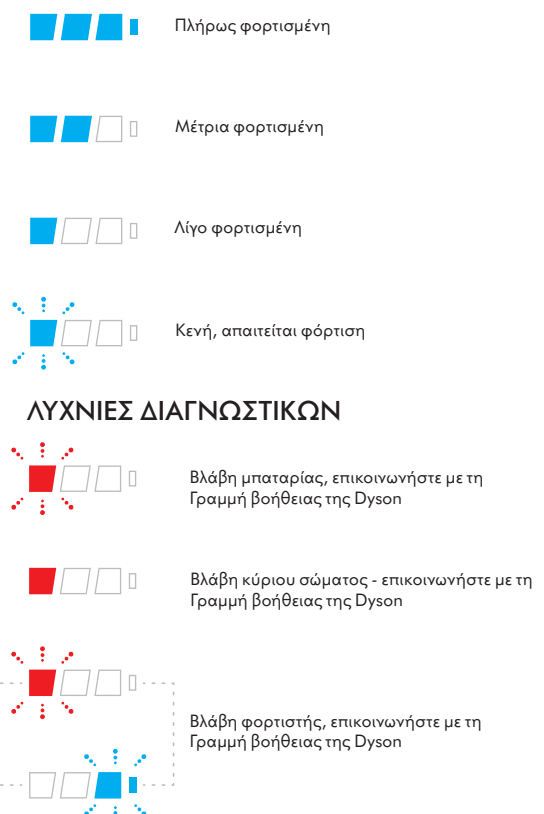 Πλήρως φορτισμένη
Μέτρια φορτισμένη
Λίγο φορτισμένη
Κενή, απαιτείται φόρτιση
ΛΥΧΝΙΕΣ ΔΙΑΓΝΩΣΤΙΚΩΝ
Βλάβη μπαταρίας, επικοινωνήστε με τη
Γραμμή βοήθειας της Dyson
Βλάβη κύριου σώματος - επικοινωνήστε με τη
Γραμμή βοήθειας της Dyson
Βλάβη φορτιστής, επικοινωνήστε με τη
Γραμμή βοήθειας της Dyson